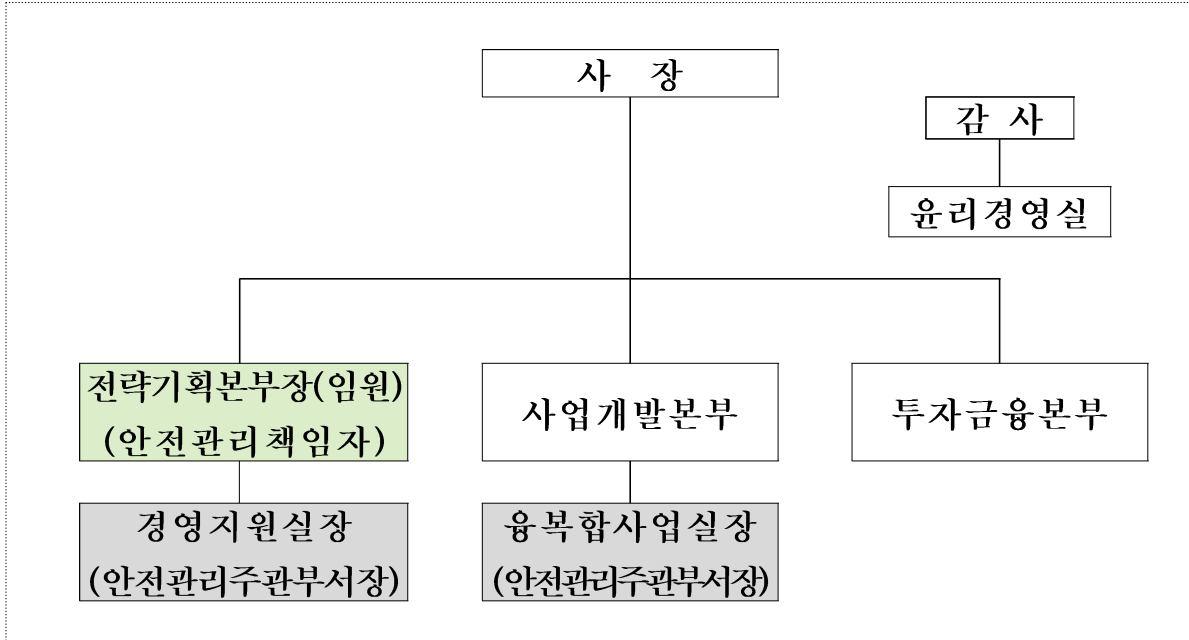 사 장
감 사
윤리경영실
전략기획본부장(임원)
(안전관리책임자)
사업개발본부
투자금융본부
경영지원실장
(안전관리주관부서장)
융복합사업실장
(안전관리주관부서장)